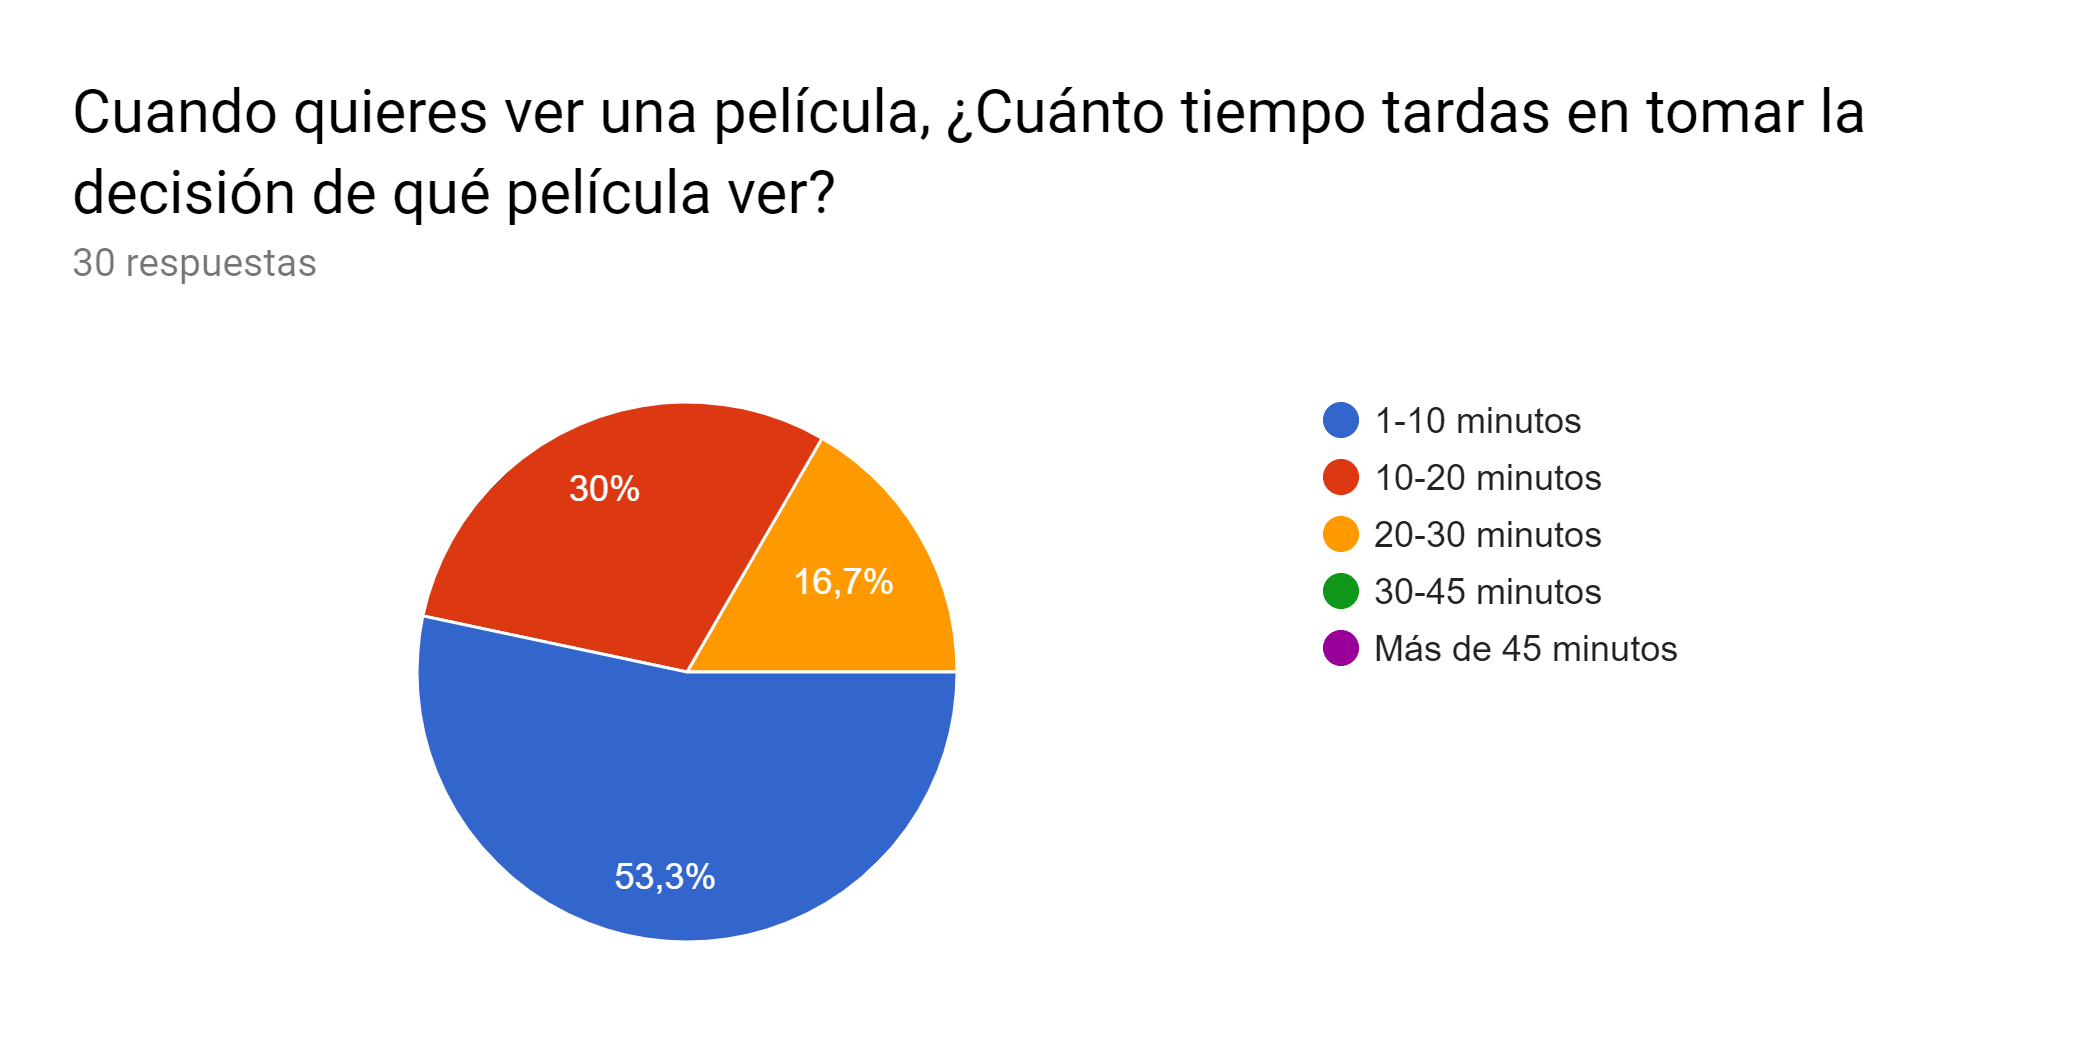 Cuando quieres ver una película, ¿Cuánto tiempo tardas en tomar la
decisión de qué película ver?
30 respuestas
30%
16,7%
53,3%
1-10 minutos
10-20 minutos
20-30 minutos
30-45 minutos
Más de 45 minutos